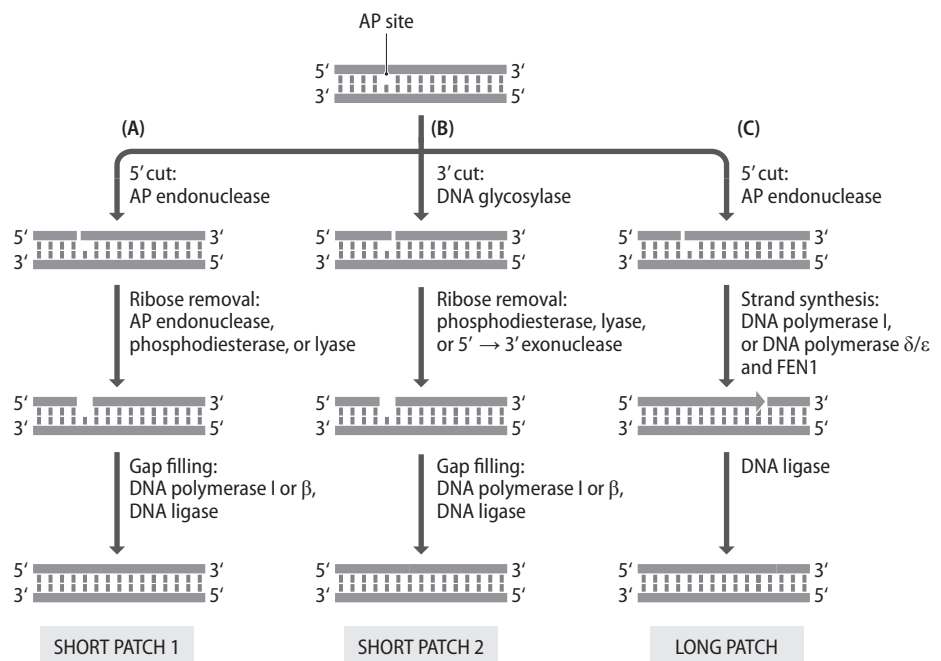 AP site
5‘ 3‘
3‘ 5‘
(A) (B) (C)
5’ cut:
AP endonuclease
3’ cut:
DNA glycosylase
5’ cut:
AP endonuclease
5‘ 3‘
3‘ 5‘
5‘ 3‘
3‘ 5‘
5‘ 3‘
3‘ 5‘
Ribose removal:
AP endonuclease,
phosphodiesterase, or lyase
Ribose removal:
phosphodiesterase, lyase,
or 5’ → 3’ exonuclease
Strand synthesis:
DNA polymerase I,
or DNA polymerase δ/ε
and FEN1
5‘ 3‘
3‘ 5‘
5‘ 3‘
3‘ 5‘
5‘ 3‘
3‘ 5‘
Gap filling:
DNA polymerase I or β,
DNA ligase
Gap filling:
DNA polymerase I or β,
DNA ligase
DNA ligase
5‘ 3‘
3‘ 5‘
5‘ 3‘
3‘ 5‘
5‘ 3‘
3‘ 5‘
SHORT PATCH 1
SHORT PATCH 2
LONG PATCH